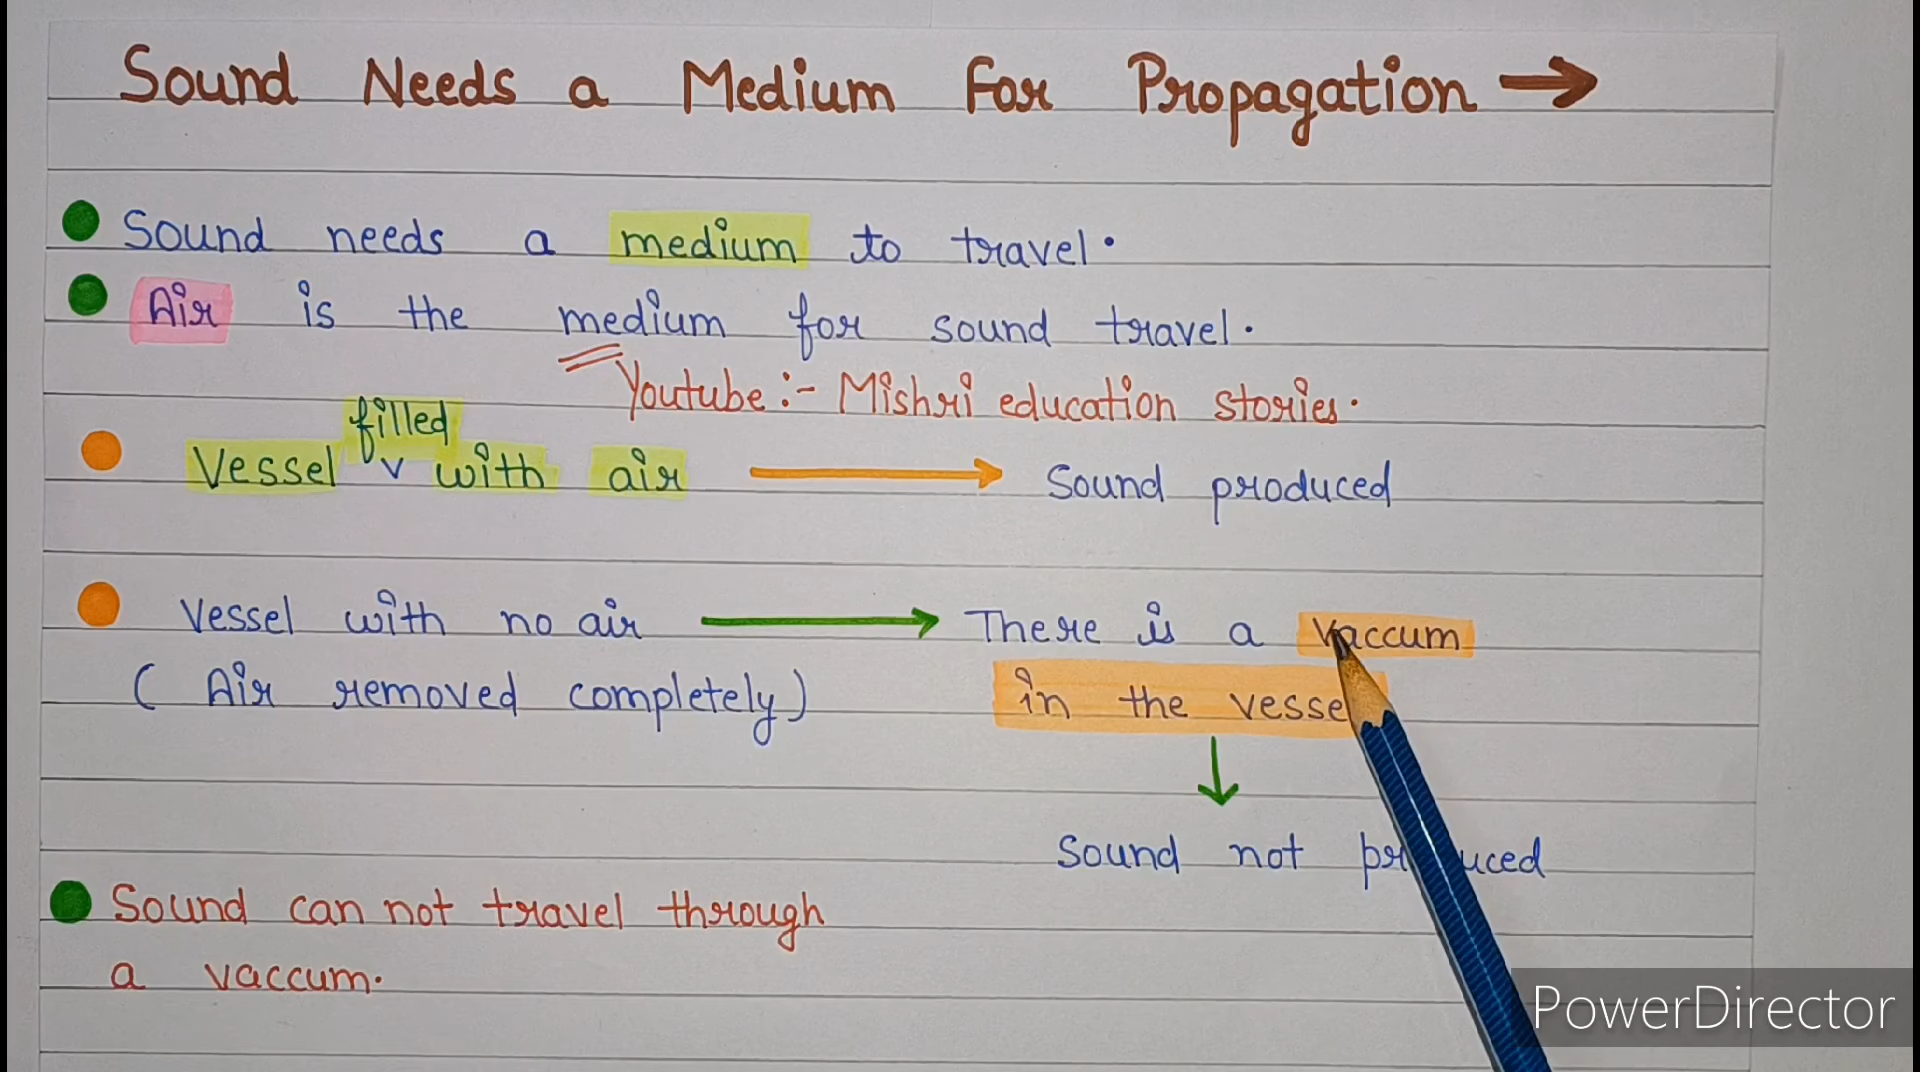 Sound Needs a Medium For Propagation →
Sound needs a medium to travel.
Air is the medium for sound travel.
Youtube :- Mishri education stories.
Vessel filled with air → Sound produced
Vessel with no air → There is a vaccum
( Air removed completely) in the vesse
↓
Sound not pr uced
Sound can not travel through
a vaccum.
PowerDirector